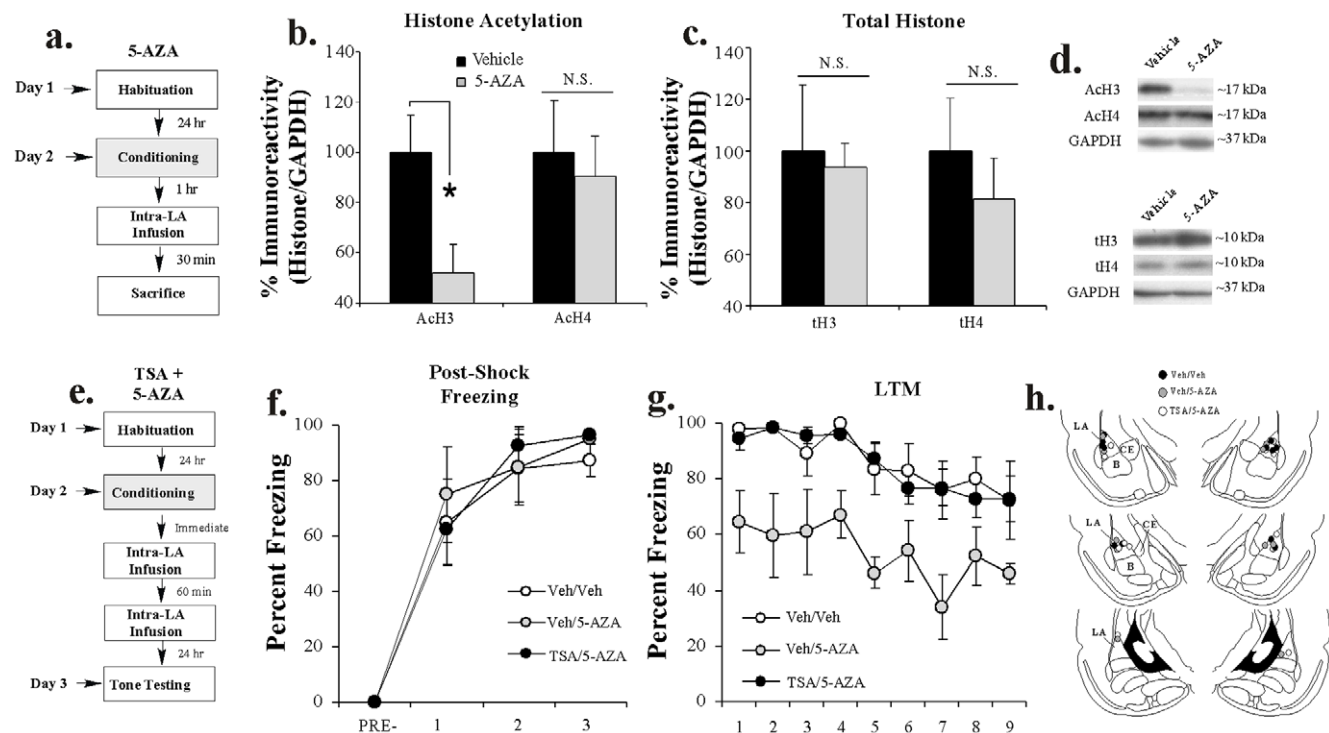 a.
5-AZA
Day 1
Habituation
24 hr
Day 2
Conditioning
1 hr
Intra-LA
Infusion
30 min
Sacrifice
b.
Histone Acetylation
% Immunoreactivity
(Histone/GAPDH)
140
120
100
80
60
40
Vehicle
5-AZA
N.S.
*
AcH3
AcH4
c.
Total Histone
% Immunoreactivity
(Histone/GAPDH)
140
120
100
80
60
40
N.S.
N.S.
tH3
tH4
d.
Vehicle
5-AZA
AcH3
~17 kDa
AcH4
~17 kDa
GAPDH
~37 kDa
Vehicle
5-AZA
tH3
~10 kDa
tH4
~10 kDa
GAPDH
~37 kDa
e.
TSA +
5-AZA
Day 1
Habituation
24 hr
Day 2
Conditioning
Immediate
Intra-LA
Infusion
60 min
Intra-LA
Infusion
24 hr
Day 3
Tone Testing
f.
Post-Shock
Freezing
Percent Freezing
100
80
60
40
20
0
Veh/Veh
Veh/5-AZA
TSA/5-AZA
PRE-
1
2
3
g.
LTM
Percent Freezing
100
80
60
40
20
0
Veh/Veh
Veh/5-AZA
TSA/5-AZA
1 2 3 4 5 6 7 8 9
h.
Veh/Veh
Veh/5-AZA
TSA/5-AZA
LA
CE
B
LA
CE
B
LA